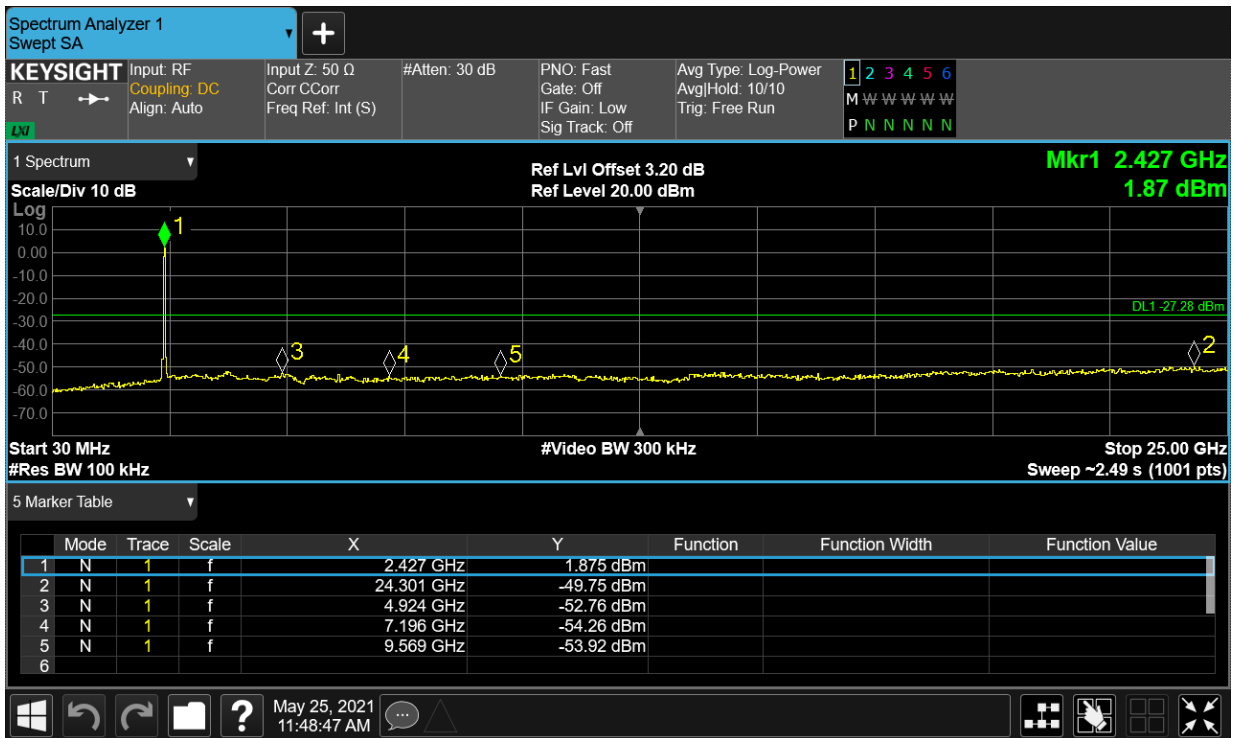 Spectrum Analyzer 1
Swept SA
KEYSIGHT
R T
LXI
Input: RF
Coupling: DC
Align: Auto
Input Z: 50 Ω
Corr CCorr
Freq Ref: Int (S)
#Atten: 30 dB
PNO: Fast
Gate: Off
IF Gain: Low
Sig Track: Off
Avg Type: Log-Power
Avg|Hold: 10/10
Trig: Free Run
1 2 3 4 5 6
M W W W W W
P N N N N N
1 Spectrum
Scale/Div 10 dB
Ref Lvl Offset 3.20 dB
Ref Level 20.00 dBm
Mkr1 2.427 GHz
1.87 dBm
Log
10.0
0.00
-10.0
-20.0
-30.0
-40.0
-50.0
-60.0
-70.0
1
3
4
5
2
DL1 -27.28 dBm
Start 30 MHz
#Video BW 300 kHz
Stop 25.00 GHz
#Res BW 100 kHz
Sweep ~2.49 s (1001 pts)
5 Marker Table
Mode Trace Scale X Y Function Function Width Function Value
1 N 1 f 2.427 GHz 1.875 dBm
2 N 1 f 24.301 GHz -49.75 dBm
3 N 1 f 4.924 GHz -52.76 dBm
4 N 1 f 7.196 GHz -54.26 dBm
5 N 1 f 9.569 GHz -53.92 dBm
6
?
May 25, 2021
11:48:47 AM